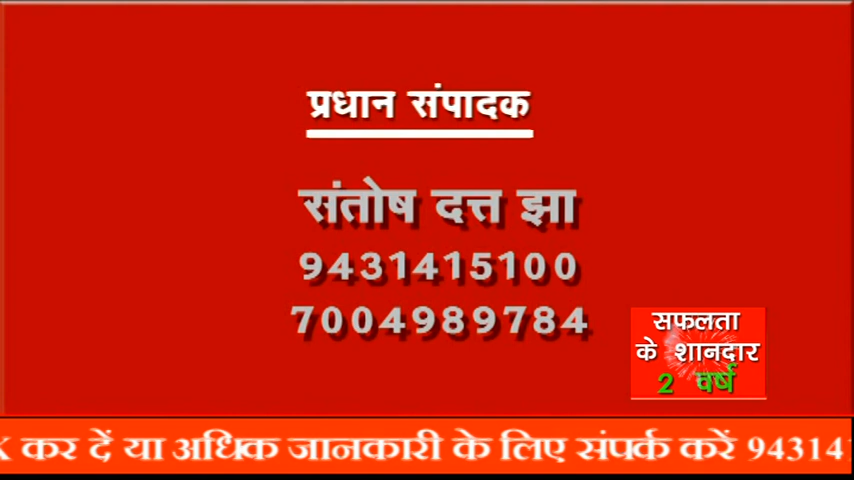 प्रधान संपादक
संतोष दत्त झा
9431415100
7004989784
सफलता
के शानदार
2 वर्ष
कर दें या अधिक जानकारी के लिए संपर्क करें 94314